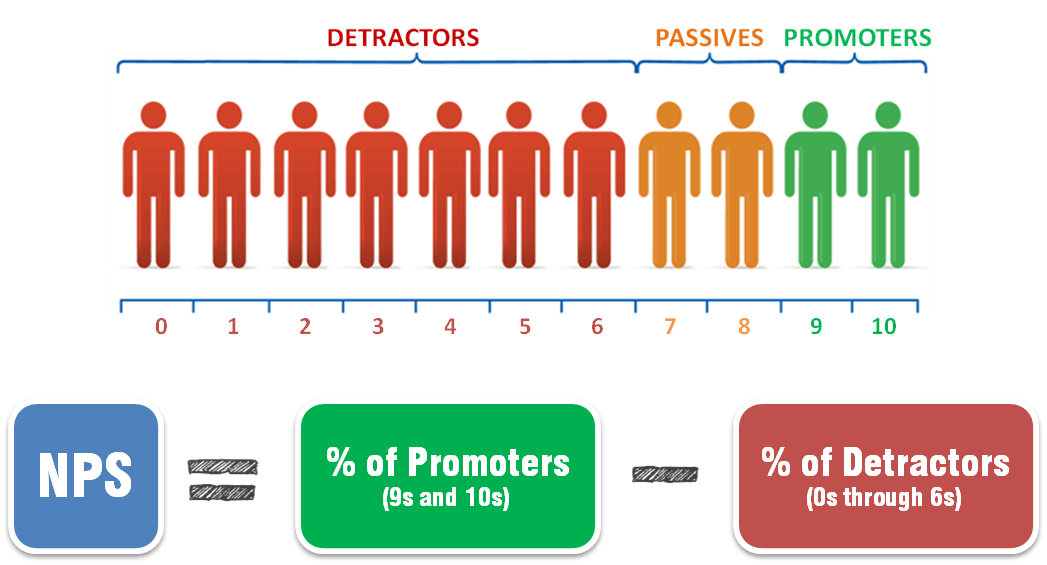 DETRACTORS PASSIVES PROMOTERS
0 1 2 3 4 5 6 7 8 9 10
NPS
% of Promoters
(9s and 10s)
% of Detractors
(0s through 6s)